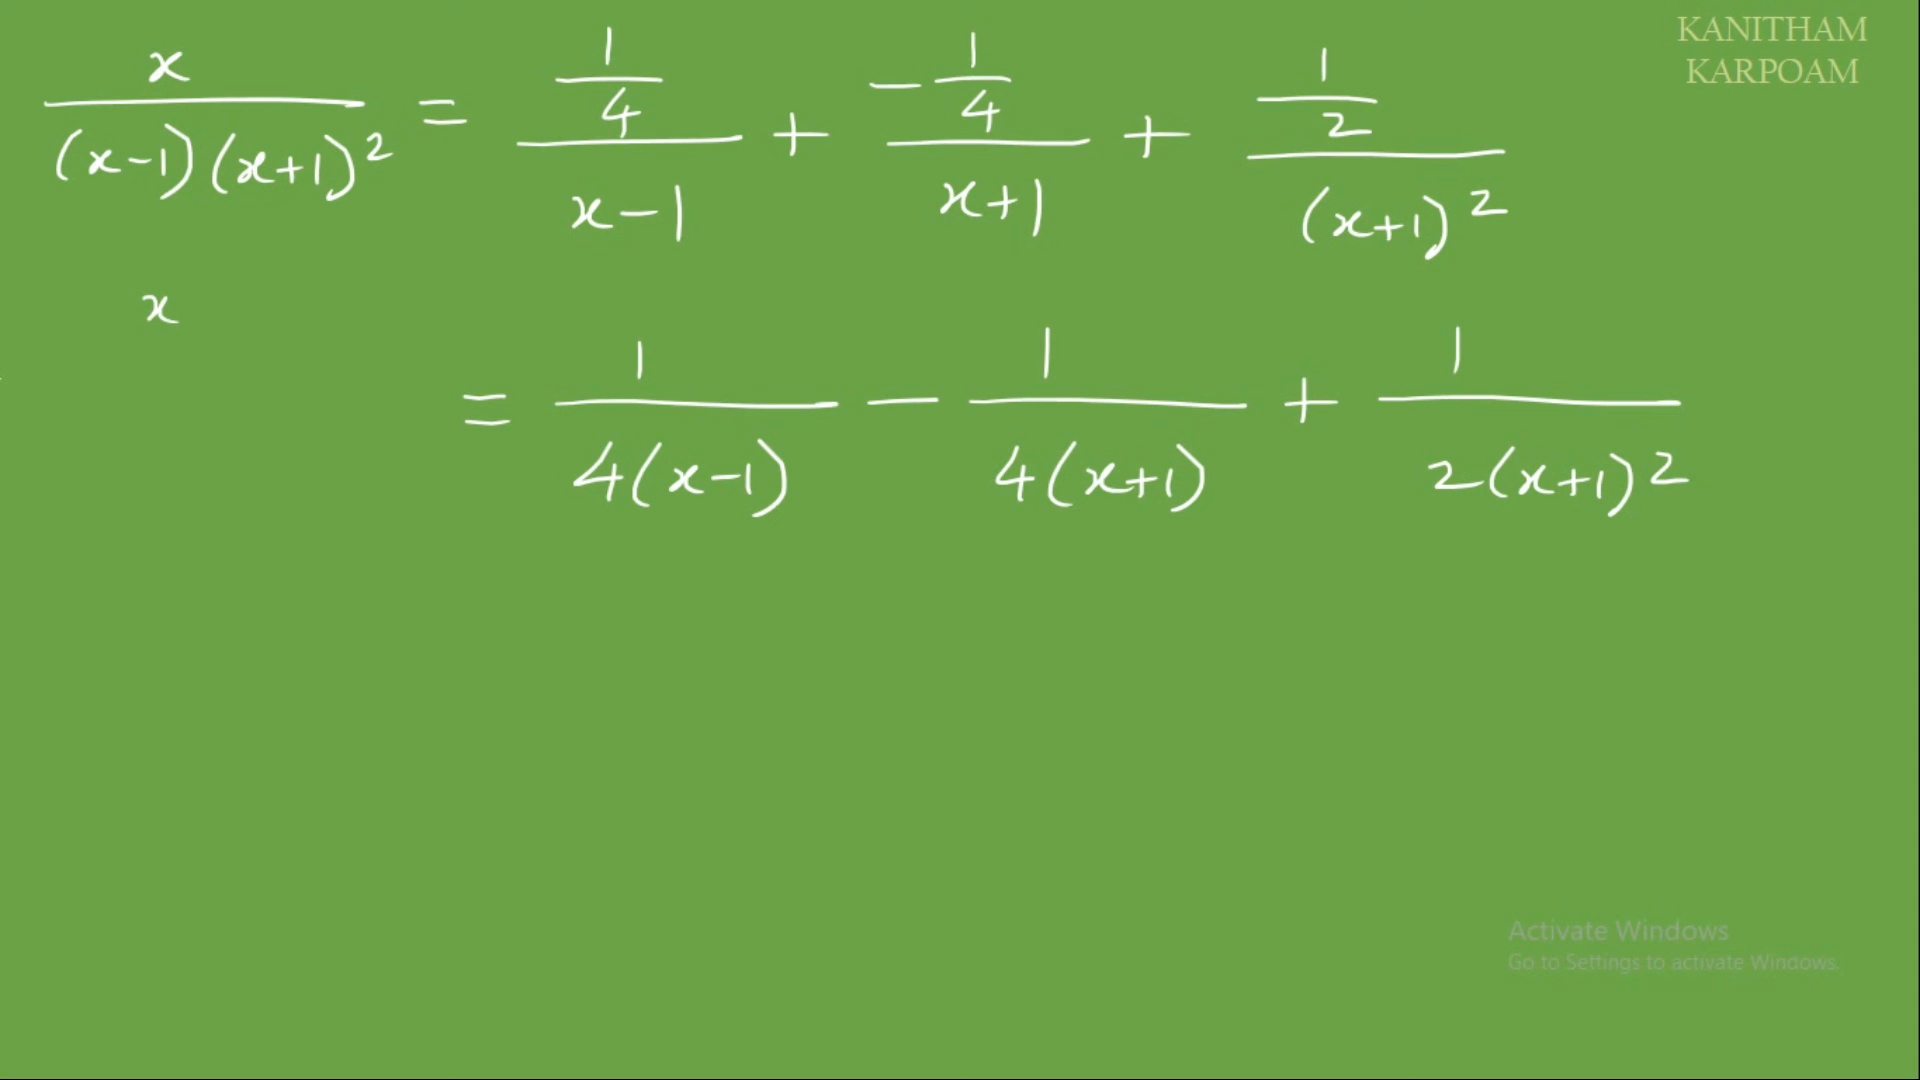 KANITHAM
KARPOAM
x/((x-1)(x+1)²) = (1/4)/(x-1) + (-1/4)/(x+1) + (1/2)/(x+1)²
x
= 1/(4(x-1)) - 1/(4(x+1)) + 1/(2(x+1)²)
Activate Windows
Go to Settings to activate Windows.